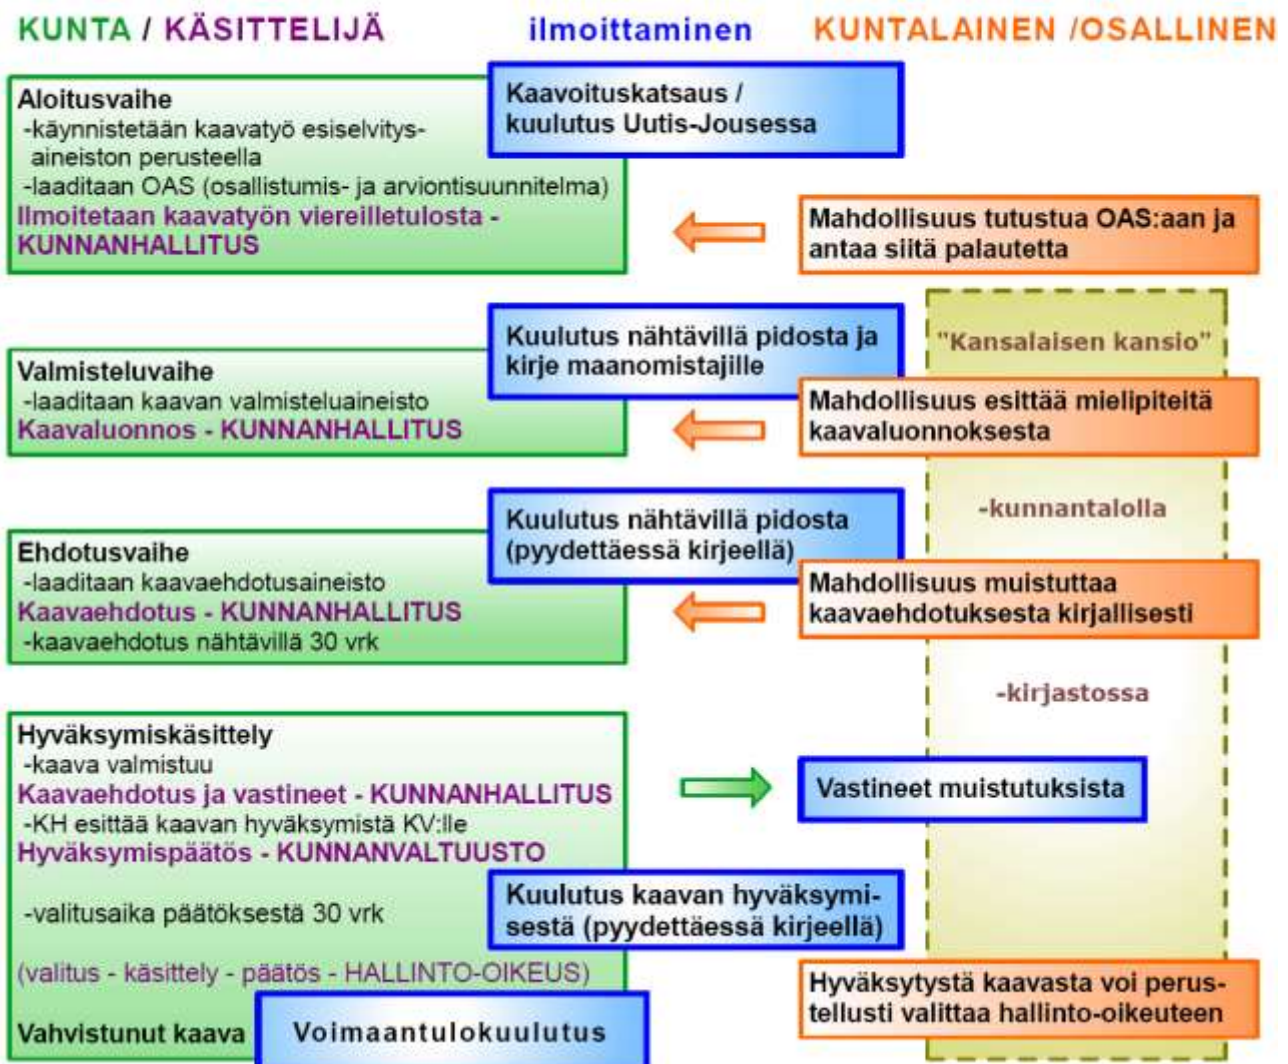 KUNTA / KÄSITTELIJÄ
ilmoittaminen
KUNTALAINEN /OSALLINEN
Aloitusvaihe
-käynnistetään kaavatyö esiselvitys-
aineiston perusteella
-laaditaan OAS (osallistumis- ja arviontisuunnitelma)
Ilmoitetaan kaavatyön viereilletulosta -
KUNNANHALLITUS
Kaavoituskatsaus /
kuulutus Uutis-Jousessa
Mahdollisuus tutustua OAS:aan ja
antaa siitä palautetta
Valmisteluvaihe
-laaditaan kaavan valmisteluaineisto
Kaavaluonnos - KUNNANHALLITUS
Kuulutus nähtävillä pidosta ja
kirje maanomistajille
"Kansalaisen kansio"
Mahdollisuus esittää mielipiteitä
kaavaluonnoksesta
-kunnantalolla
Ehdotusvaihe
-laaditaan kaavaehdotusaineisto
Kaavaehdotus - KUNNANHALLITUS
-kaavaehdotus nähtävillä 30 vrk
Kuulutus nähtävillä pidosta
(pyydettäessä kirjeellä)
Mahdollisuus muistuttaa
kaavaehdotuksesta kirjallisesti
-kirjastossa
Hyväksymiskäsittely
-kaava valmistuu
Kaavaehdotus ja vastineet - KUNNANHALLITUS
-KH esittää kaavan hyväksymistä KV:lle
Hyväksymispäätös - KUNNANVALTUUSTO
-valitusaika päätöksestä 30 vrk
(valitus - käsittely - päätös - HALLINTO-OIKEUS)
Vahvistunut kaava
Vastineet muistutuksista
Kuulutus kaavan hyväksymi-
sestä (pyydettäessä kirjeellä)
Hyväksytystä kaavasta voi perus-
tellusti valittaa hallinto-oikeuteen
Voimaantulokuulutus